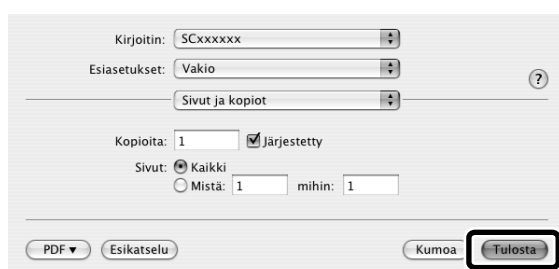 Kirjoitin: SCxxxxxx
Esiasetukset: Vakio
?
Sivut ja kopiot
Kopioita: 1 Järjestetty
Sivut: Kaikki
Mistä: 1 mihin: 1
PDF ▼ Esikatselu Kumoa Tulosta